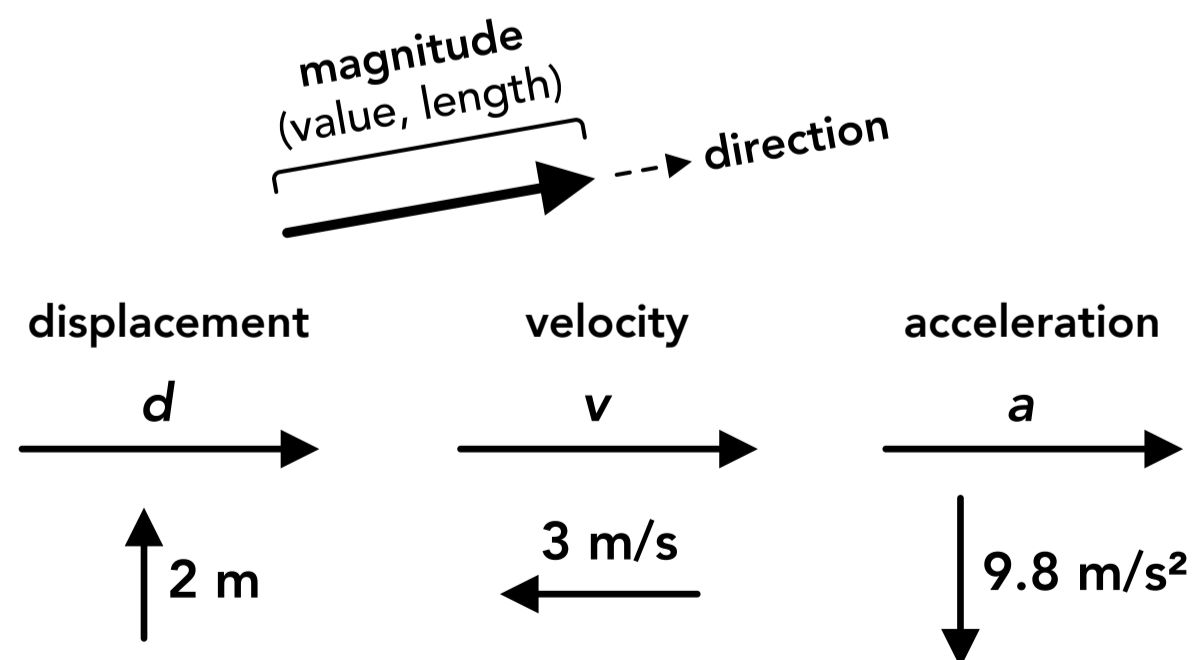 magnitude
(value, length)
direction
displacement
velocity
acceleration
d
v
a
2 m
3 m/s
9.8 m/s²